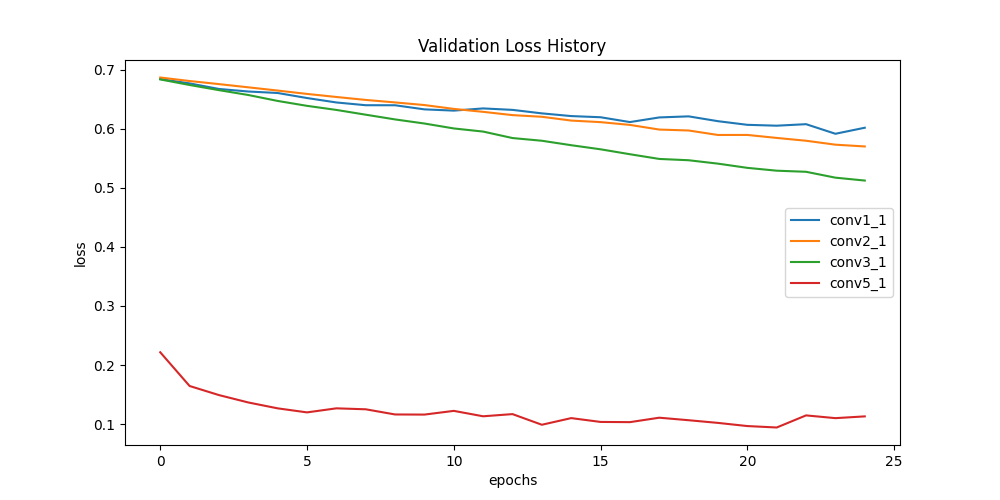 Validation Loss History
0.7
0.6
0.5
0.4
0.3
0.2
0.1
loss
conv1_1
conv2_1
conv3_1
conv5_1
0 5 10 15 20 25
epochs